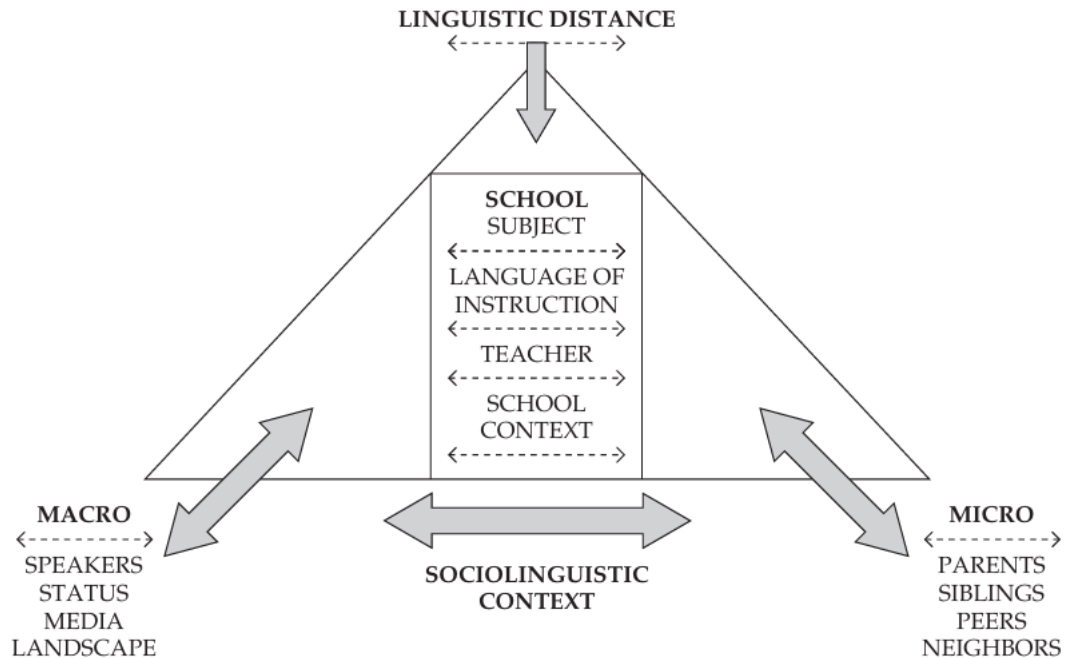 LINGUISTIC DISTANCE
SCHOOL
SUBJECT
LANGUAGE OF
INSTRUCTION
TEACHER
SCHOOL
CONTEXT
MACRO
SPEAKERS
STATUS
MEDIA
LANDSCAPE
SOCIOLINGUISTIC
CONTEXT
MICRO
PARENTS
SIBLINGS
PEERS
NEIGHBORS